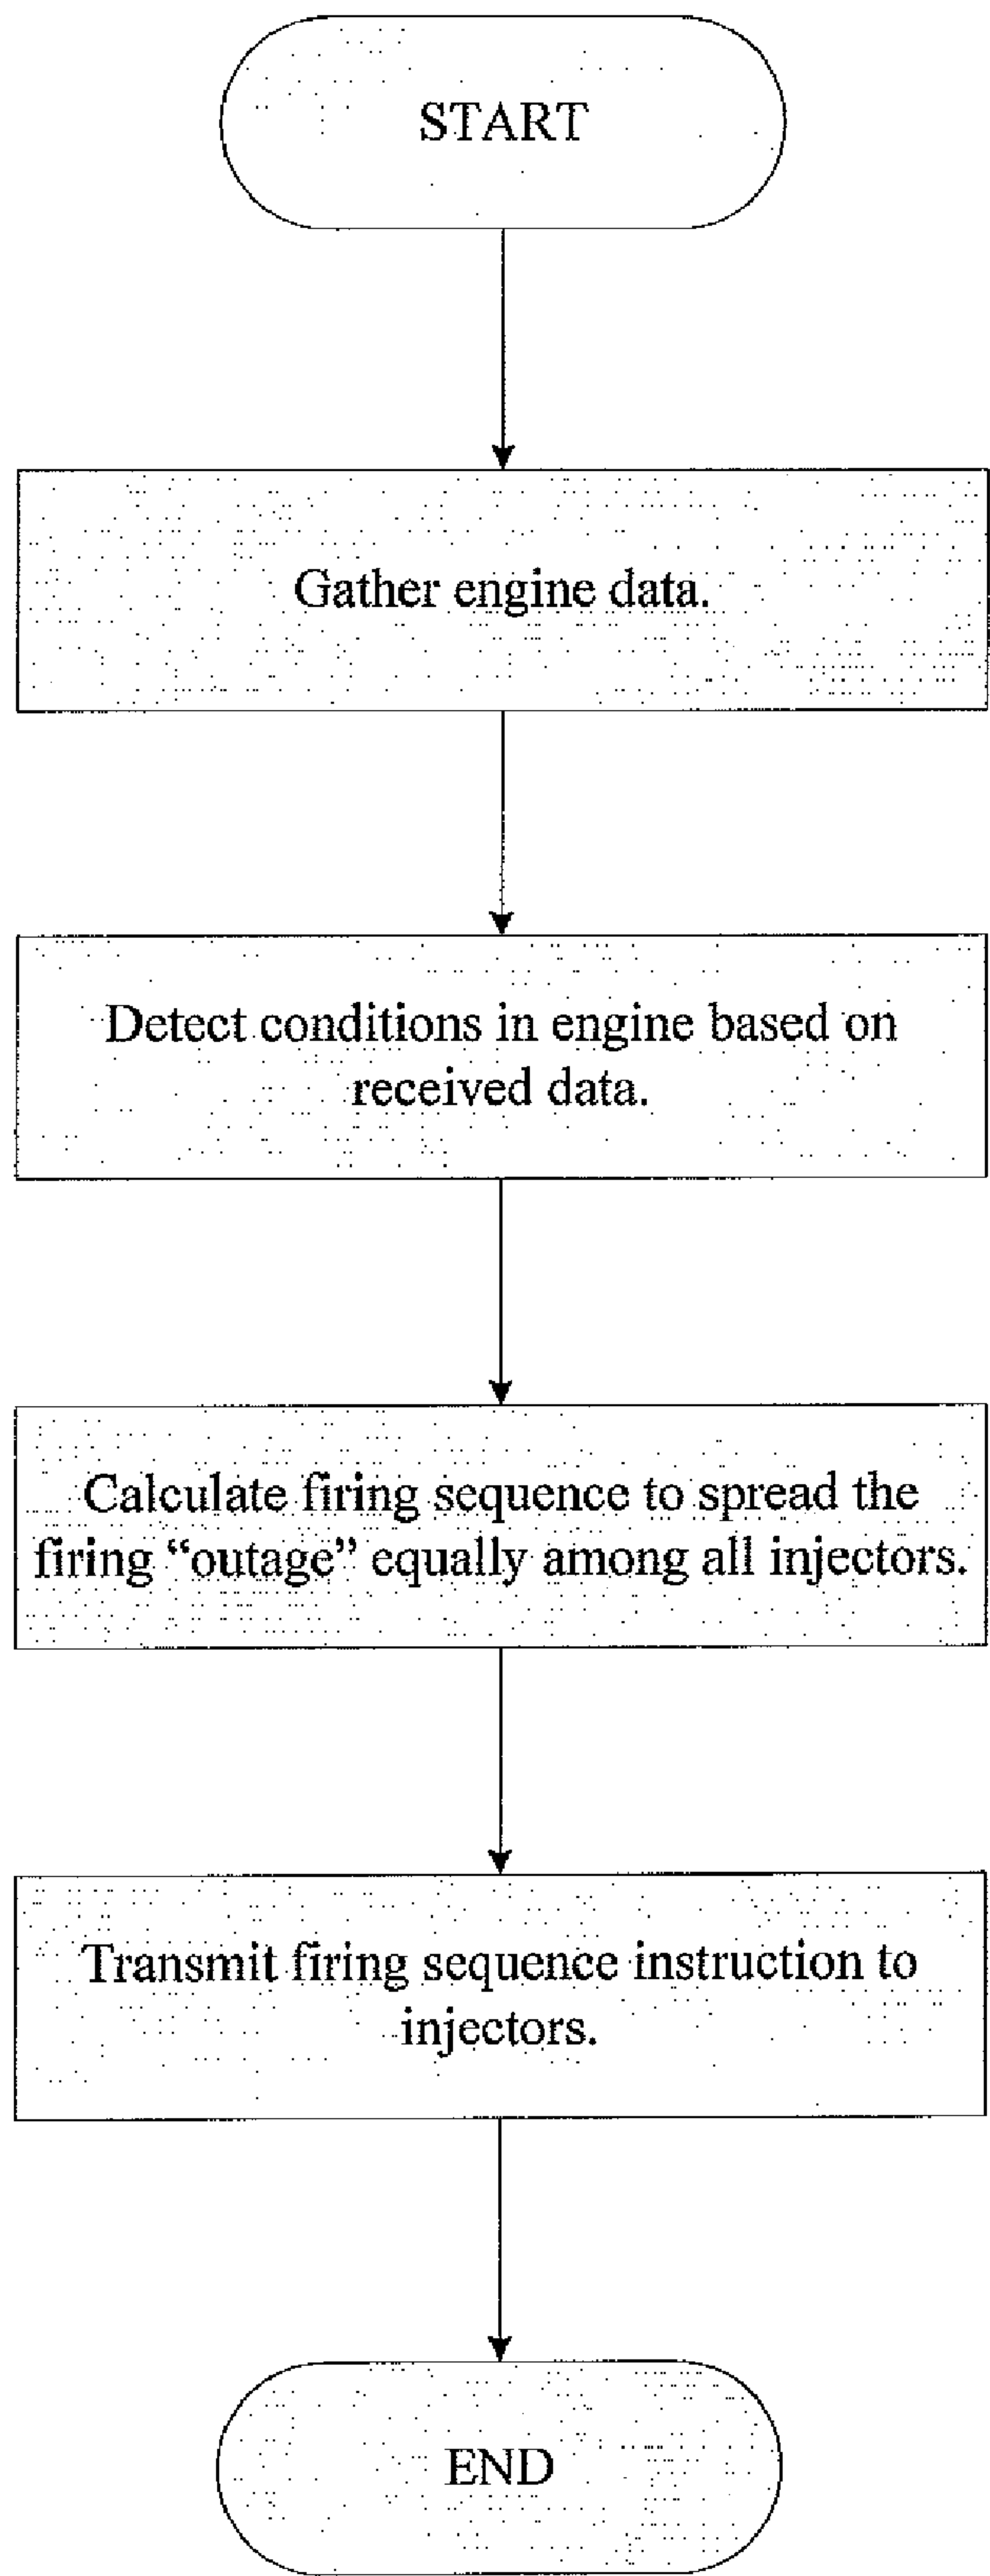 START
Gather engine data.
Detect conditions in engine based on
received data.
Calculate firing sequence to spread the
firing “outage” equally among all injectors.
Transmit firing sequence instruction to
injectors.
END